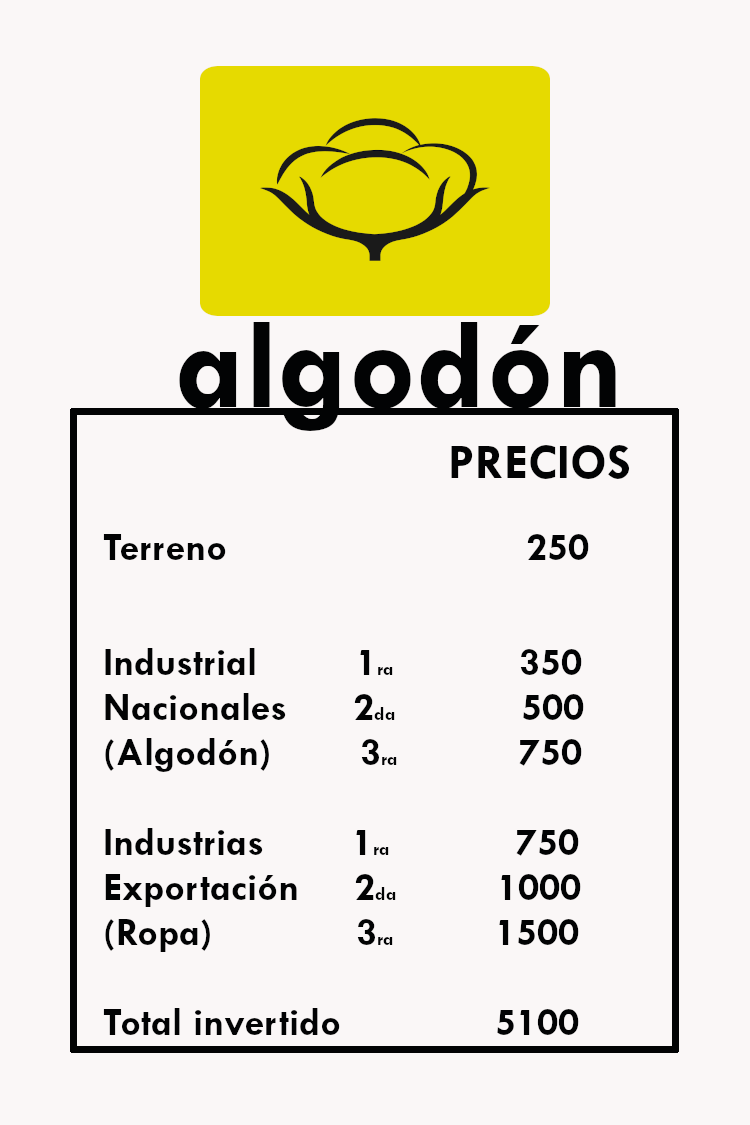 algodón
PRECIOS
Terreno 250
Industrial 1ra 350
Nacionales 2da 500
(Algodón) 3ra 750
Industrias 1ra 750
Exportación 2da 1000
(Ropa) 3ra 1500
Total invertido 5100